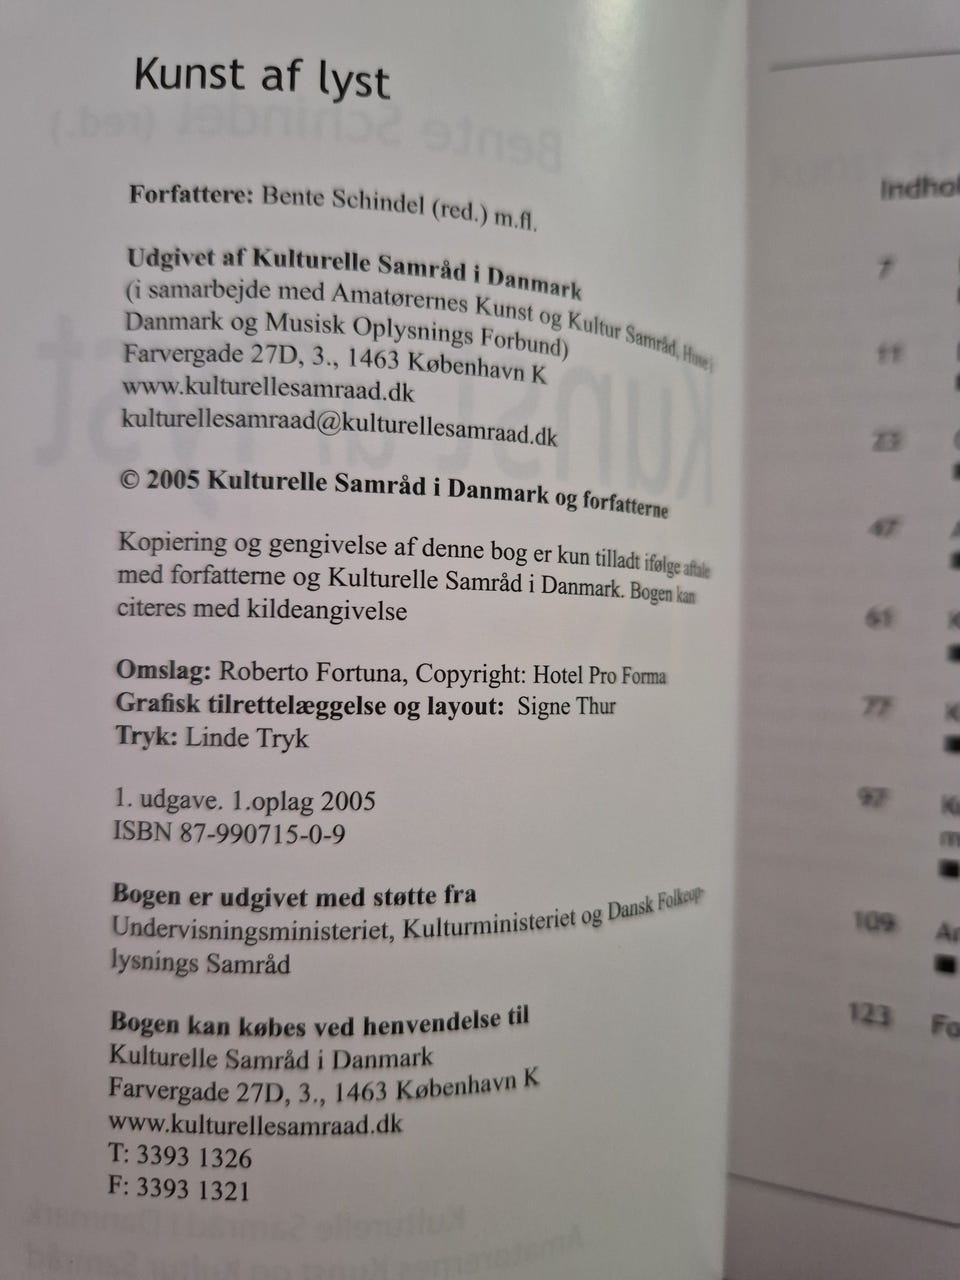 Kunst af lyst
Forfattere: Bente Schindel (red.) m.fl.
Udgivet af Kulturelle Samråd i Danmark
(i samarbejde med Amatørernes Kunst og Kultur Samråd,
Danmark og Musisk Oplysnings Forbund)
Farvergade 27D, 3., 1463 København K
www.kulturellesamraad.dk
kulturellesamraad@kulturellesamraad.dk
© 2005 Kulturelle Samråd i Danmark og forfatterne
Kopiering og gengivelse af denne bog er kun tilladt ifølge aftale
med forfatterne og Kulturelle Samråd i Danmark. Bogen kan
citeres med kildeangivelse
Omslag: Roberto Fortuna, Copyright: Hotel Pro Forma
Grafisk tilrettelæggelse og layout: Signe Thur
Tryk: Linde Tryk
1. udgave. 1.oplag 2005
ISBN 87-990715-0-9
Bogen er udgivet med støtte fra
Undervisningsministeriet, Kulturministeriet og Dansk Folkeop-
lysnings Samråd
Bogen kan købes ved henvendelse til
Kulturelle Samråd i Danmark
Farvergade 27D, 3., 1463 København K
www.kulturellesamraad.dk
T: 3393 1326
F: 3393 1321
Indhol
7
11
23
47
61
77
97
109
123 Fo